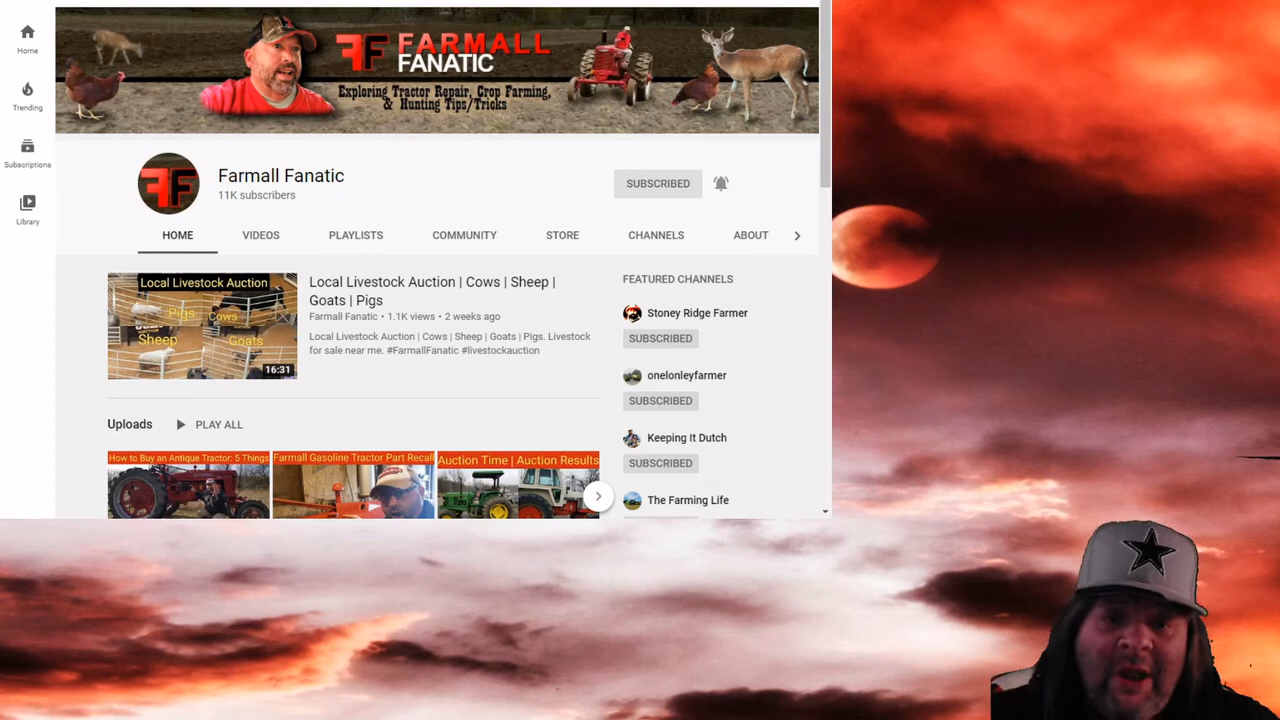 Home
Trending
Subscriptions
Library
FF FARMALL
FANATIC
Exploring Tractor Repair, Crop Farming,
& Hunting Tips/Tricks
FF
Farmall Fanatic
11K subscribers
SUBSCRIBED
HOME VIDEOS PLAYLISTS COMMUNITY STORE CHANNELS ABOUT
Local Livestock Auction
Pigs Cows
Sheep Goats
16:31
Local Livestock Auction | Cows | Sheep |
Goats | Pigs
Farmall Fanatic • 1.1K views • 2 weeks ago
Local Livestock Auction | Cows | Sheep | Goats | Pigs. Livestock
for sale near me. #FarmallFanatic #livestockauction
FEATURED CHANNELS
Stoney Ridge Farmer
SUBSCRIBED
onelonleyfarmer
SUBSCRIBED
Keeping It Dutch
SUBSCRIBED
The Farming Life
Uploads PLAY ALL
How to Buy an Antique Tractor: 5 Things
Farmall Gasoline Tractor Part Recall
Auction Time | Auction Results